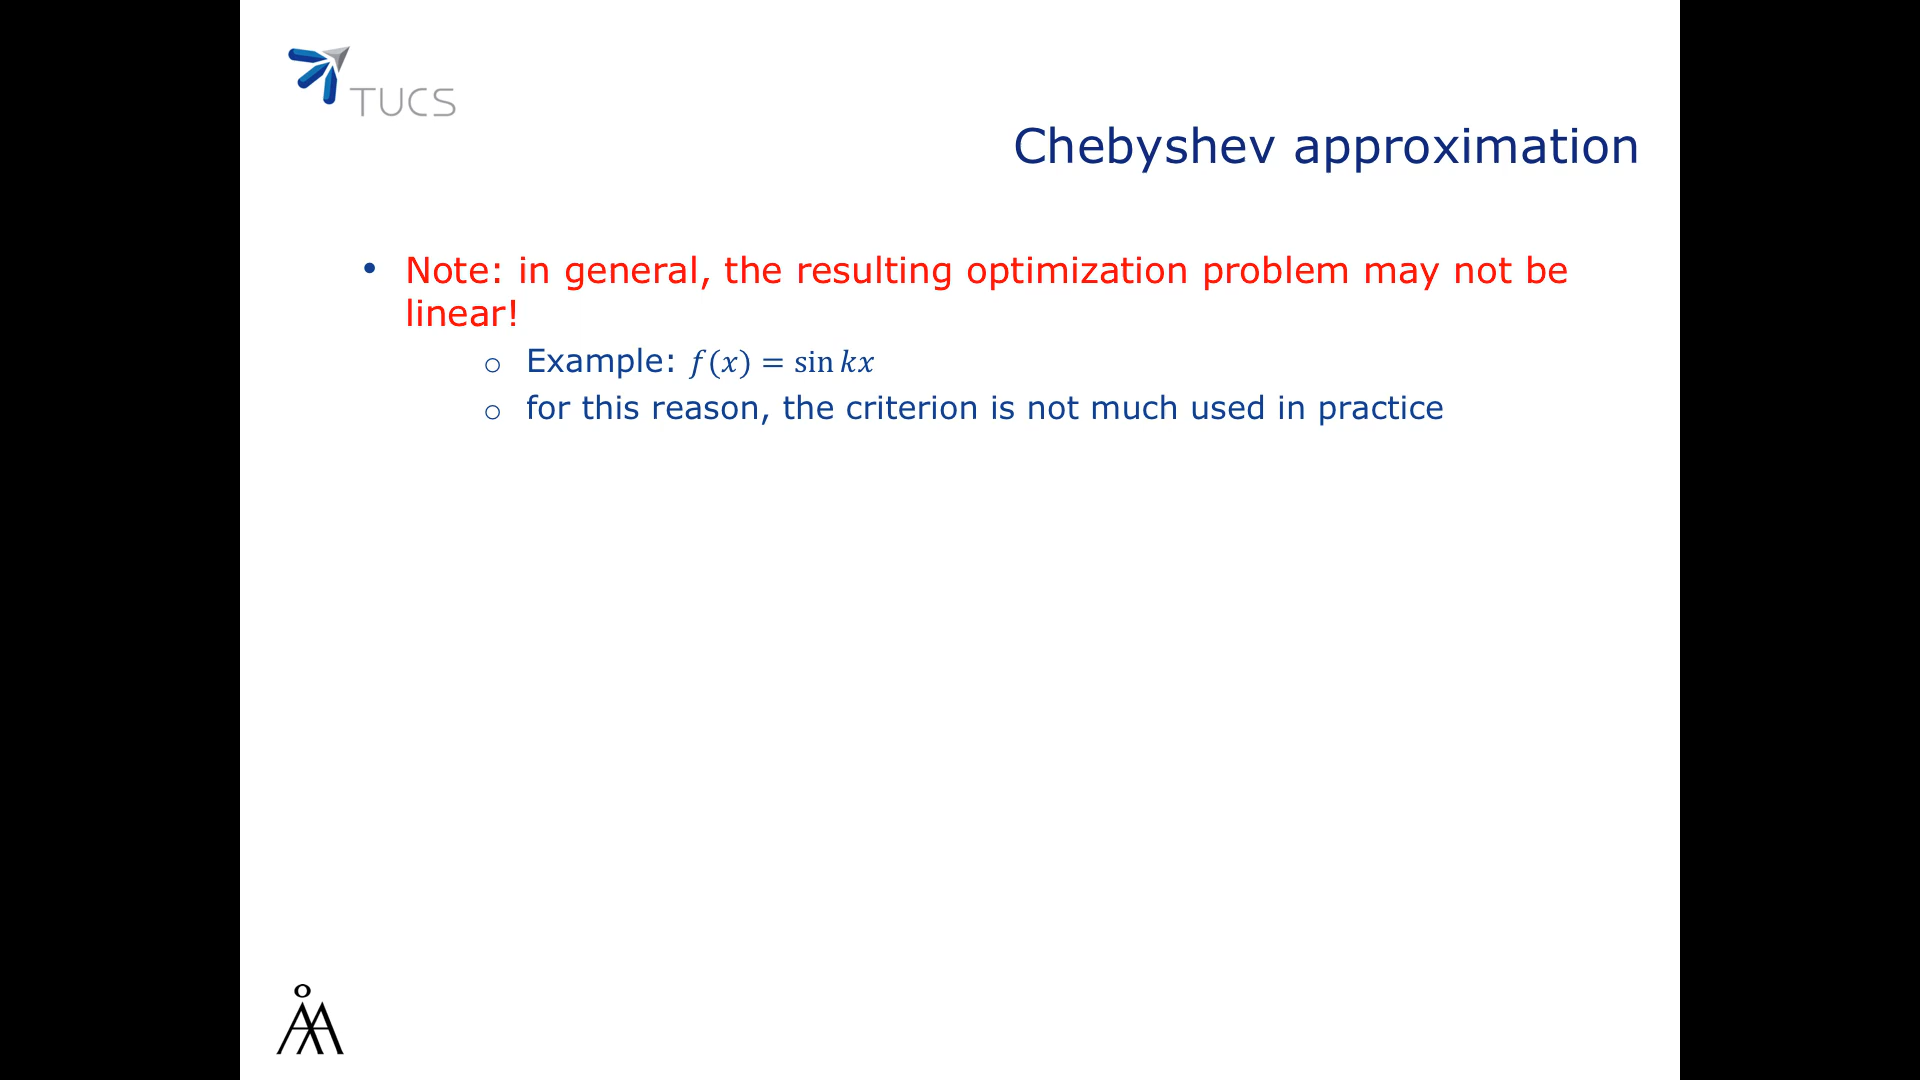 TUCS
Chebyshev approximation
• Note: in general, the resulting optimization problem may not be
linear!
o Example: f(x) = sin kx
o for this reason, the criterion is not much used in practice